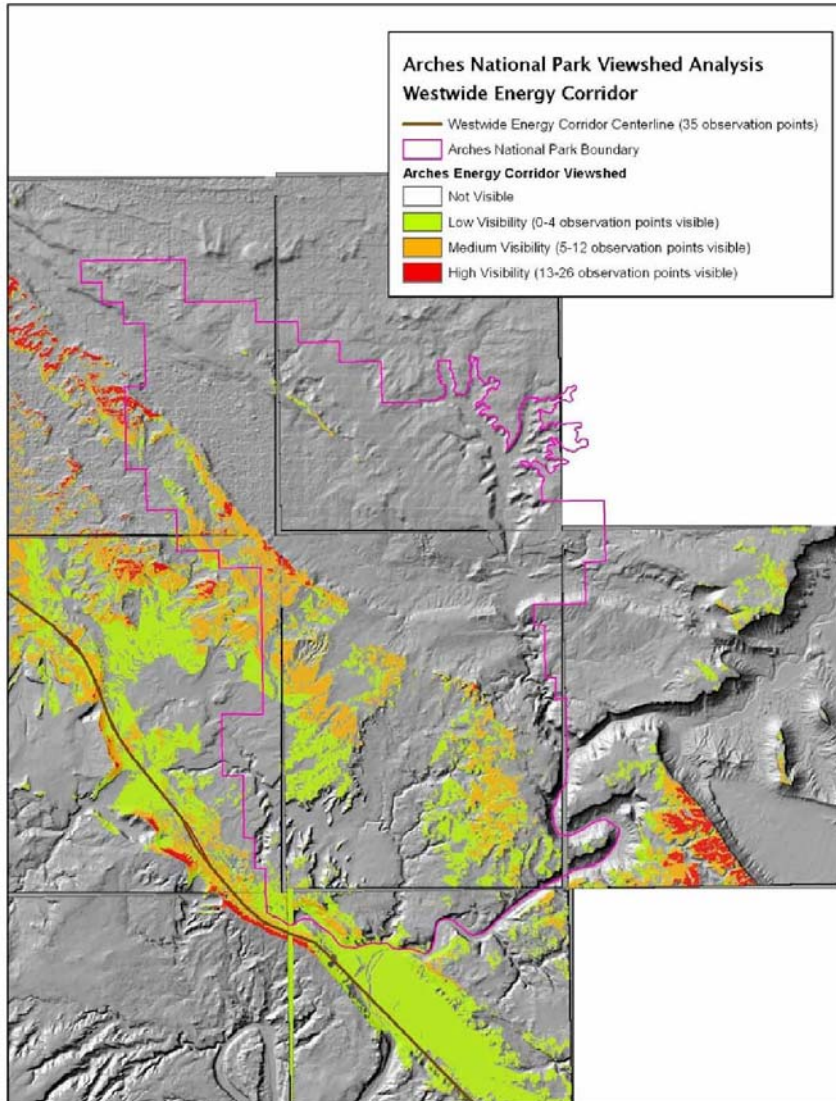 Arches National Park Viewshed Analysis
Westwide Energy Corridor
Westwide Energy Corridor Centerline (35 observation points)
Arches National Park Boundary
Arches Energy Corridor Viewshed
Not Visible
Low Visibility (0-4 observation points visible)
Medium Visibility (5-12 observation points visible)
High Visibility (13-26 observation points visible)